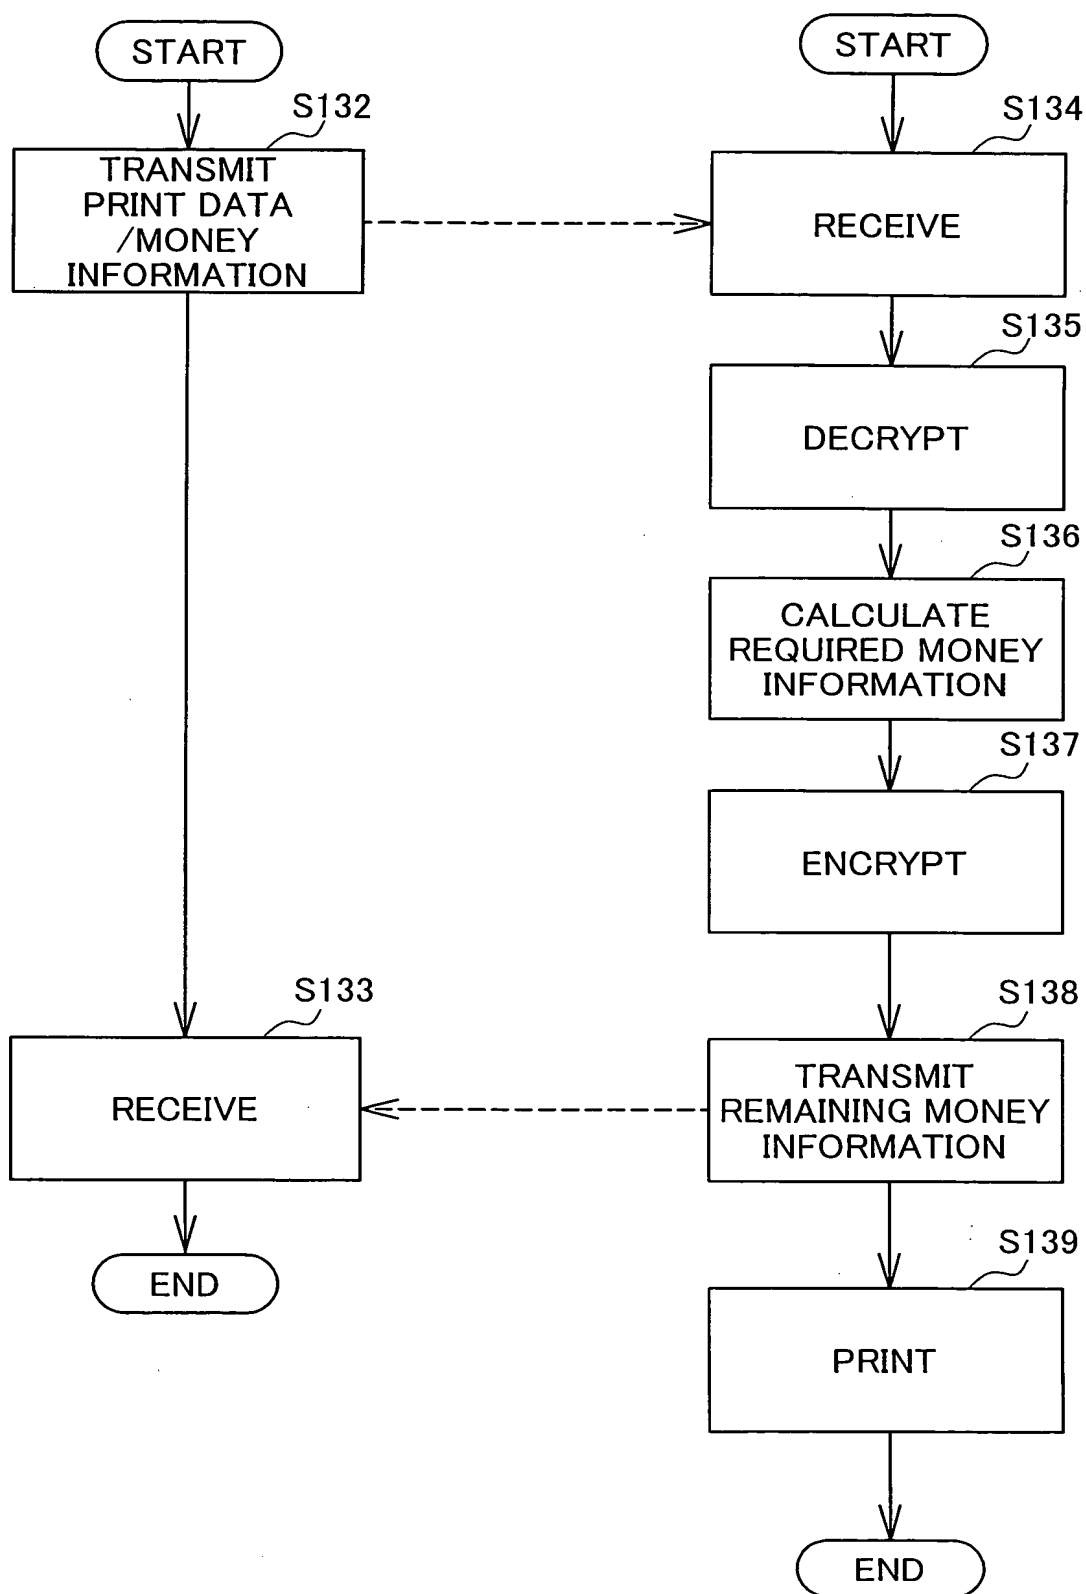 START
S132
TRANSMIT
PRINT DATA
/MONEY
INFORMATION
S133
RECEIVE
END
START
S134
RECEIVE
S135
DECRYPT
S136
CALCULATE
REQUIRED MONEY
INFORMATION
S137
ENCRYPT
S138
TRANSMIT
REMAINING MONEY
INFORMATION
S139
PRINT
END